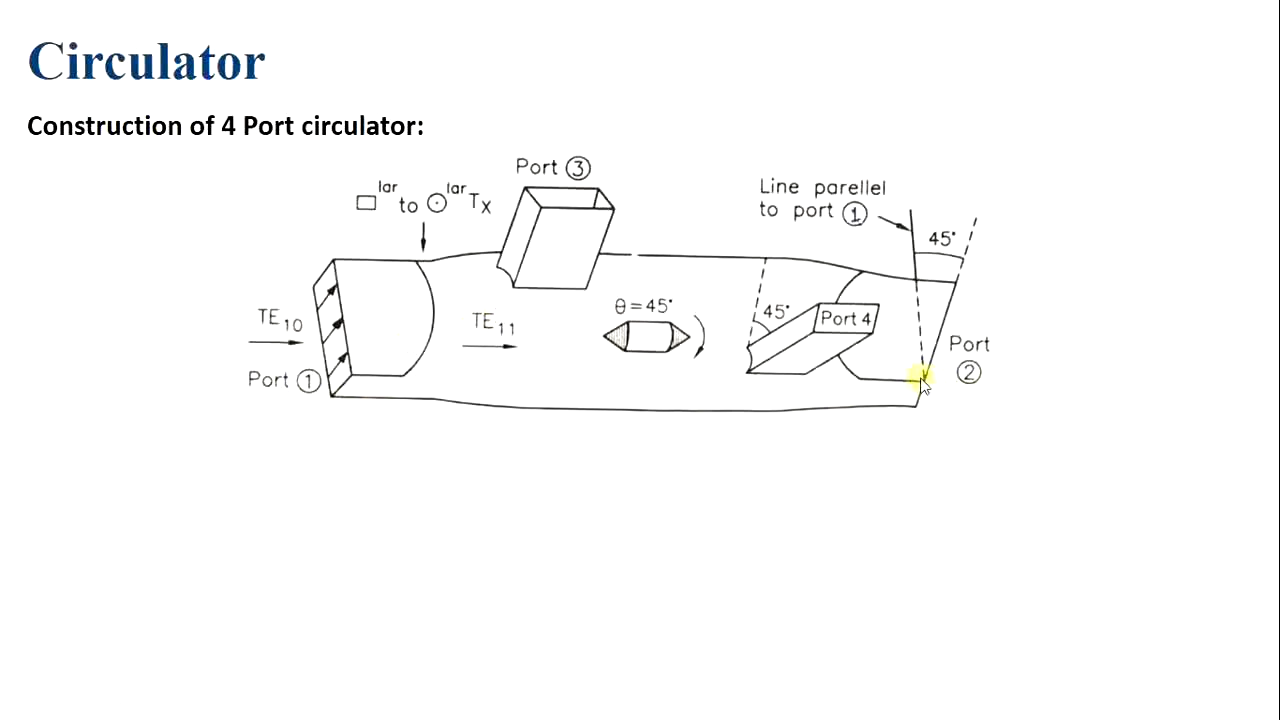 Circulator
Construction of 4 Port circulator:
Port ③
□lar to ⊙lar Tx
Line parellel
to port ①
45°
TE10
TE11
θ=45°
45°
Port 4
Port ①
Port
②